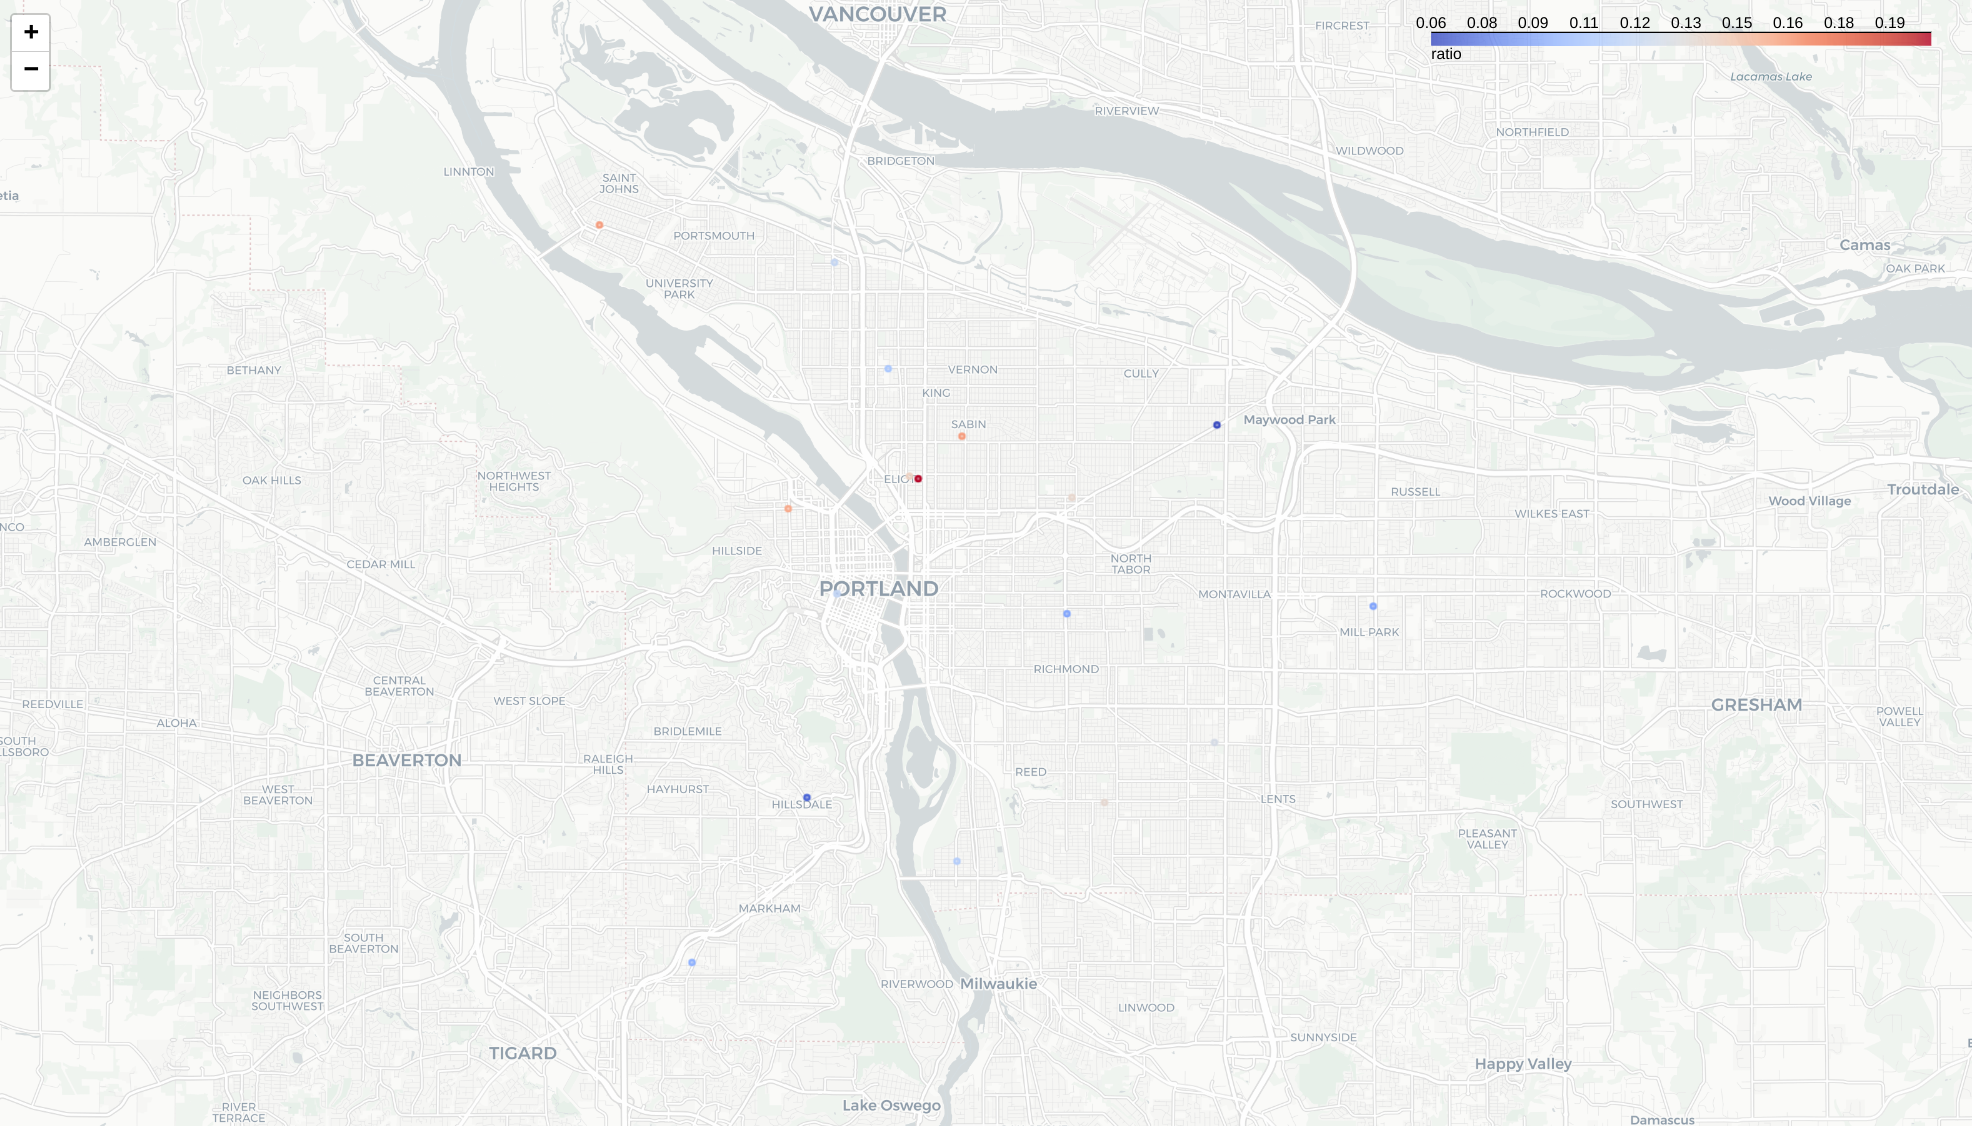 +
−
VANCOUVER
FIRCREST
0.06 0.08 0.09 0.11 0.12 0.13 0.15 0.16 0.18 0.19
ratio
Lacamas Lake
RIVERVIEW
NORTHFIELD
WILDWOOD
BRIDGETON
LINNTON
SAINT
JOHNS
etia
PORTSMOUTH
Camas
OAK PARK
UNIVERSITY
PARK
BETHANY
VERNON
CULLY
KING
SABIN
Maywood Park
OAK HILLS
NORTHWEST
HEIGHTS
RUSSELL
Troutdale
Wood Village
WILKES EAST
NCO
AMBERGLEN
HILLSIDE
CEDAR MILL
NORTH
TABOR
PORTLAND
MONTAVILLA
ROCKWOOD
MILL PARK
RICHMOND
CENTRAL
BEAVERTON
WEST SLOPE
REEDVILLE
GRESHAM
POWELL
VALLEY
ALOHA
BRIDLEMILE
SOUTH
LLSBORO
BEAVERTON
RALEIGH
HILLS
REED
HAYHURST
WEST
BEAVERTON
HILLSDALE
LENTS
SOUTHWEST
PLEASANT
VALLEY
MARKHAM
SOUTH
BEAVERTON
RIVERWOOD
Milwaukie
NEIGHBORS
SOUTHWEST
LINWOOD
SUNNYSIDE
TIGARD
Happy Valley
Lake Oswego
RIVER
TERRACE
Damascus